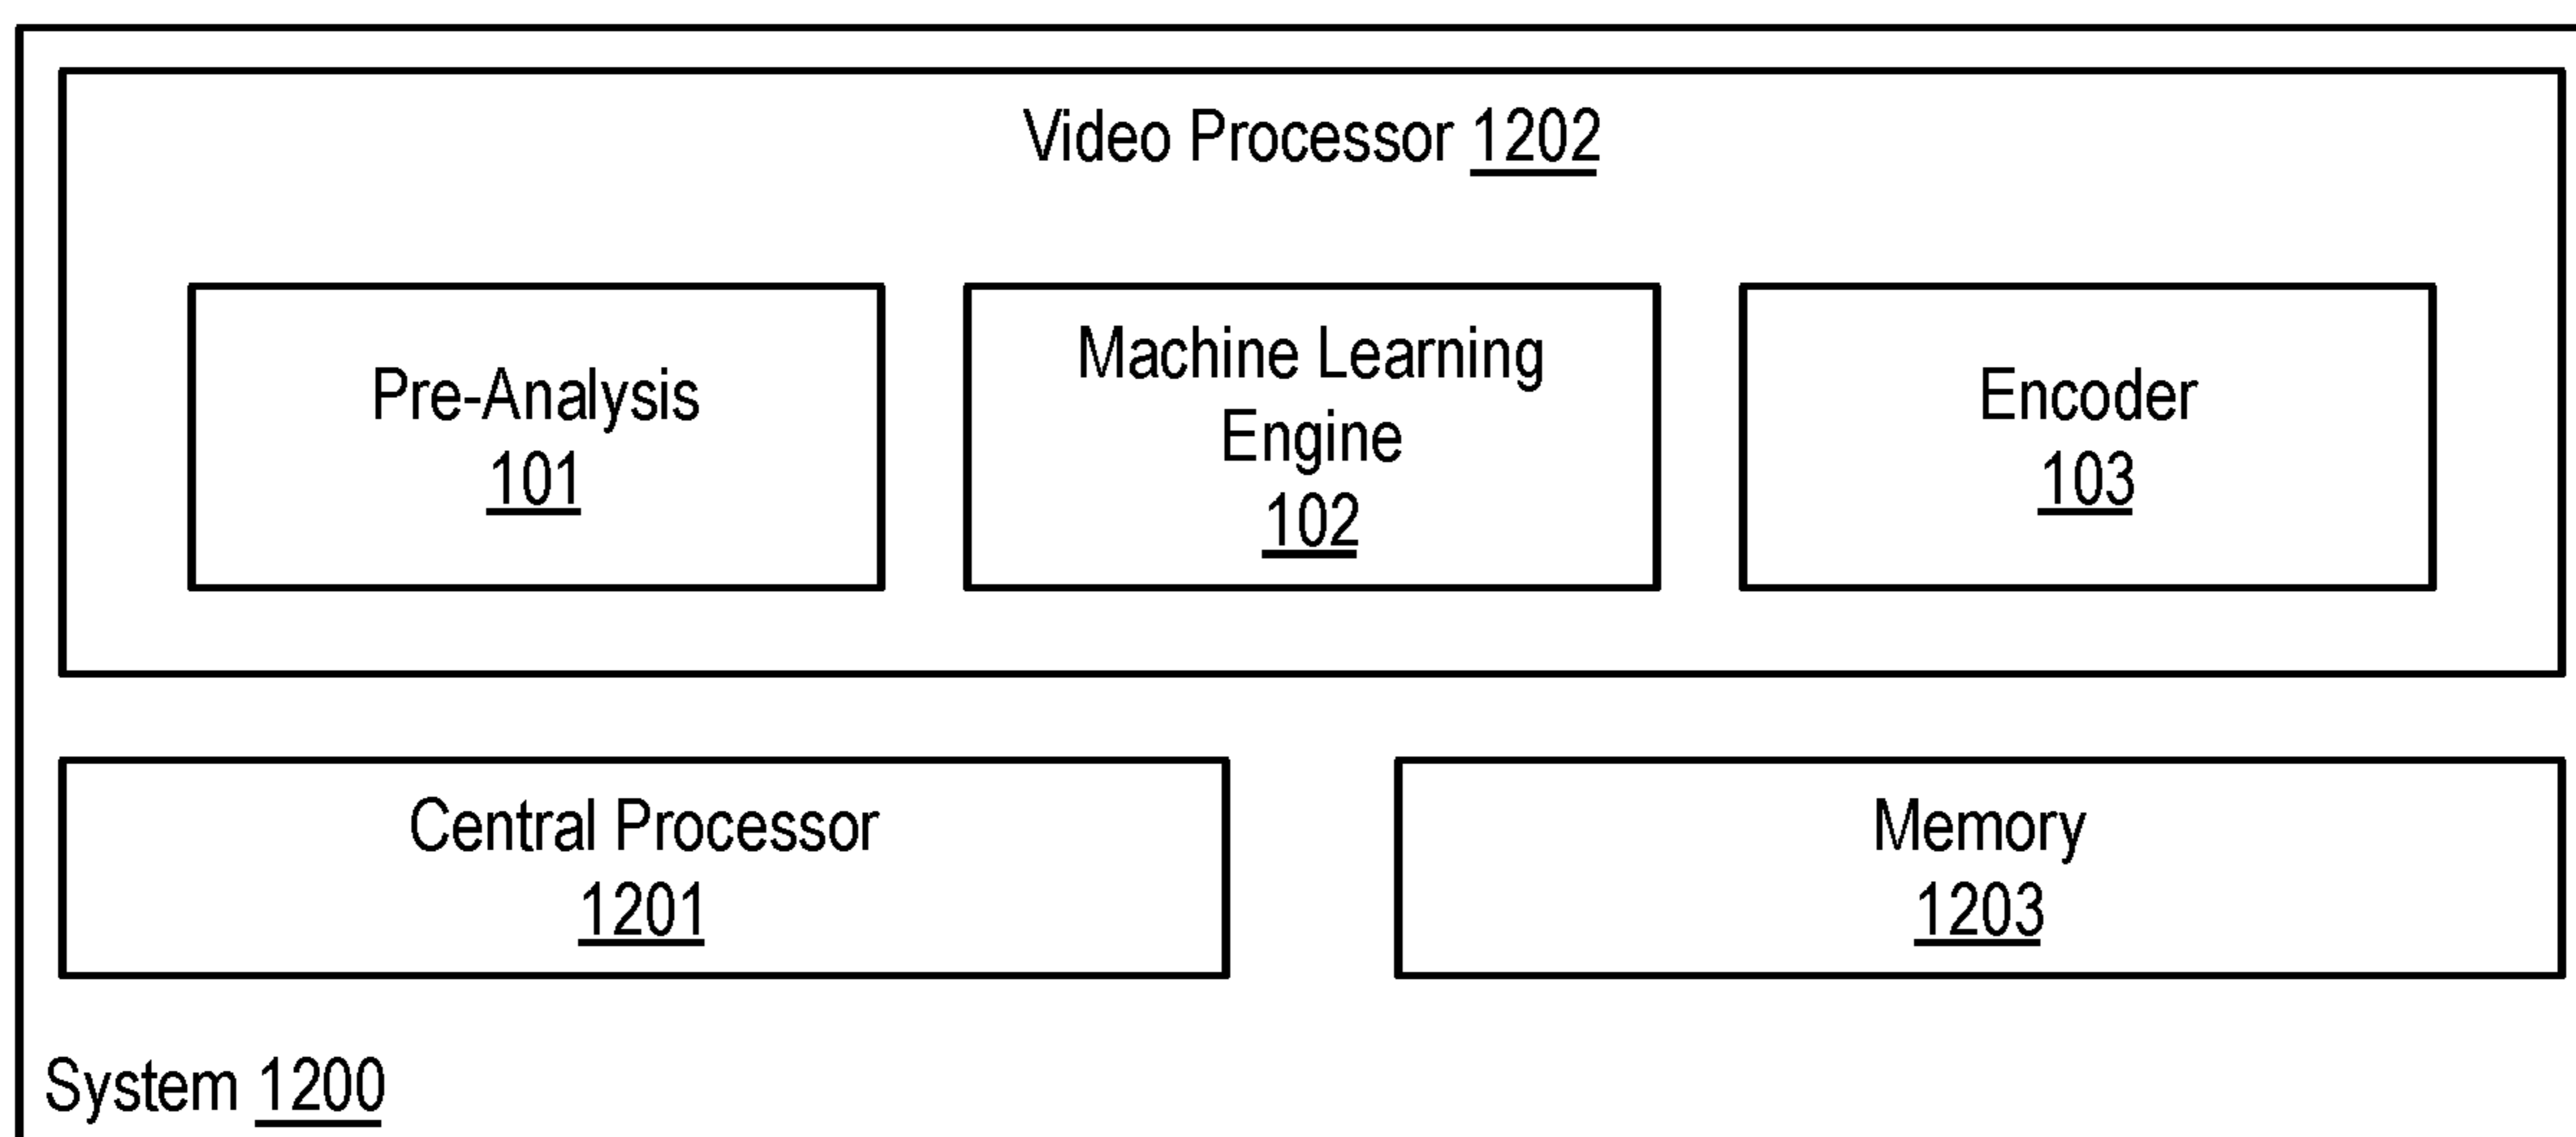 Video Processor 1202
Pre-Analysis
101
Machine Learning
Engine
102
Encoder
103
Central Processor
1201
Memory
1203
System 1200